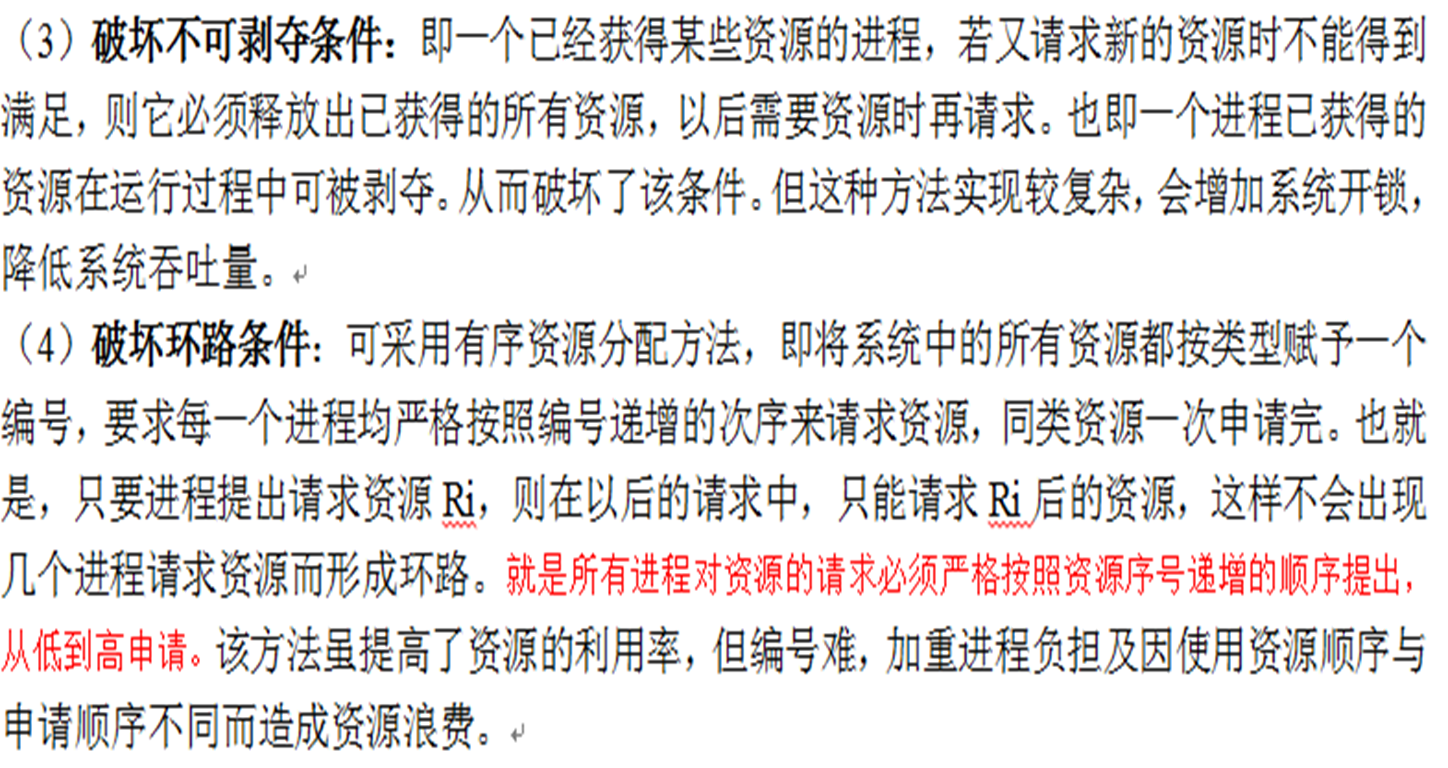 （3）破坏不可剥夺条件：即一个已经获得某些资源的进程，若又请求新的资源时不能得到
满足，则它必须释放出已获得的所有资源，以后需要资源时再请求。也即一个进程已获得的
资源在运行过程中可被剥夺。从而破坏了该条件。但这种方法实现较复杂，会增加系统开锁，
降低系统吞吐量。
（4）破坏环路条件：可采用有序资源分配方法，即将系统中的所有资源都按类型赋予一个
编号，要求每一个进程均严格按照编号递增的次序来请求资源，同类资源一次申请完。也就
是，只要进程提出请求资源 Ri，则在以后的请求中，只能请求 Ri 后的资源，这样不会出现
几个进程请求资源而形成环路。就是所有进程对资源的请求必须严格按照资源序号递增的顺序提出，
从低到高申请。该方法虽提高了资源的利用率，但编号难，加重进程负担及因使用资源顺序与
申请顺序不同而造成资源浪费。